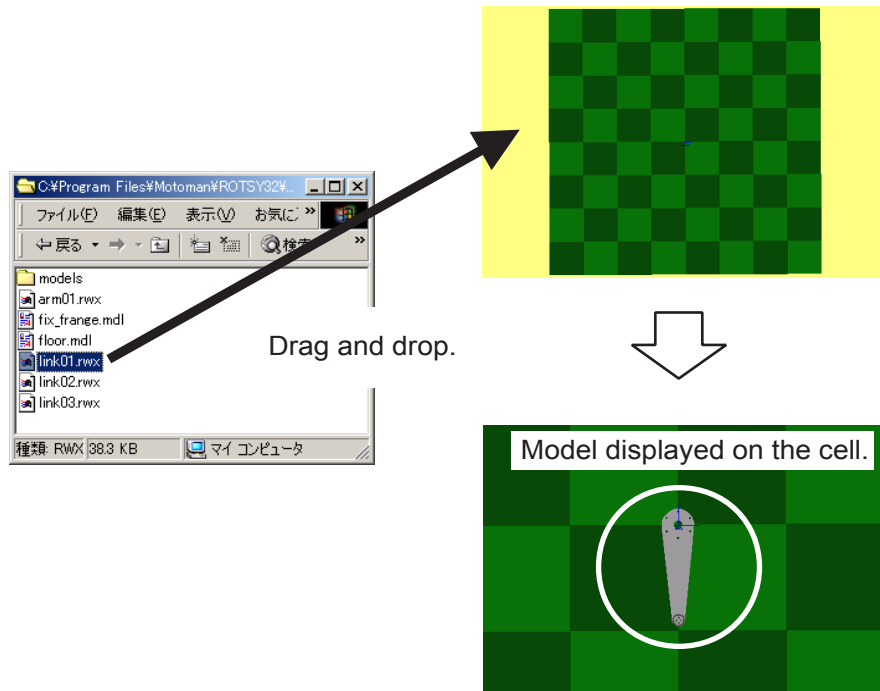 C:¥Program Files¥Motoman¥ROTSY32¥...
ファイル(F) 編集(E) 表示(V) お気に »
戻る 検索 »
models
arm01.rwx
fix_frange.mdl
floor.mdl
link01.rwx
link02.rwx
link03.rwx
種類: RWX 38.3 KB マイ コンピュータ
Drag and drop.
Model displayed on the cell.